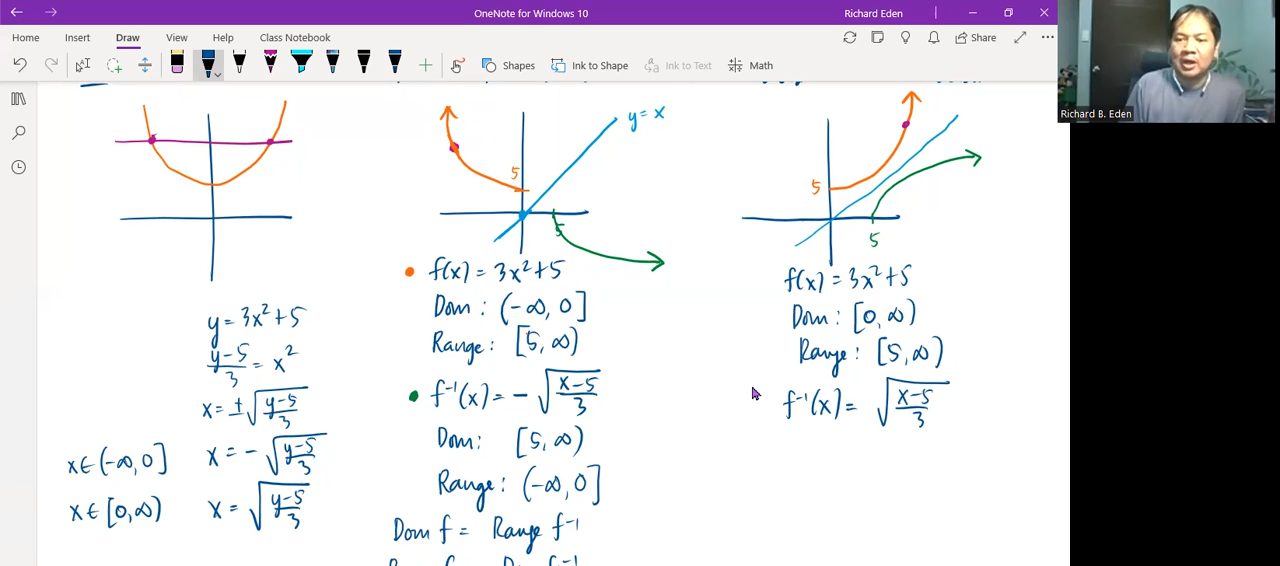 OneNote for Windows 10
Richard Eden
Home
Insert
Draw
View
Help
Class Notebook
Share
Shapes
Ink to Shape
Ink to Text
Math
Richard B. Eden
y = x
5
5
5
5
y = 3x²+5
y-5/3 = x²
x = ± √(y-5/3)
x ∈ (-∞, 0]
x = - √(y-5/3)
x ∈ [0, ∞)
x = √(y-5/3)
f(x) = 3x²+5
Dom : (-∞, 0]
Range : [5, ∞)
f⁻¹(x) = - √(x-5/3)
Dom : [5, ∞)
Range : (-∞, 0]
Dom f = Range f⁻¹
f(x) = 3x²+5
Dom : [0, ∞)
Range : [5, ∞)
f⁻¹(x) = √(x-5/3)